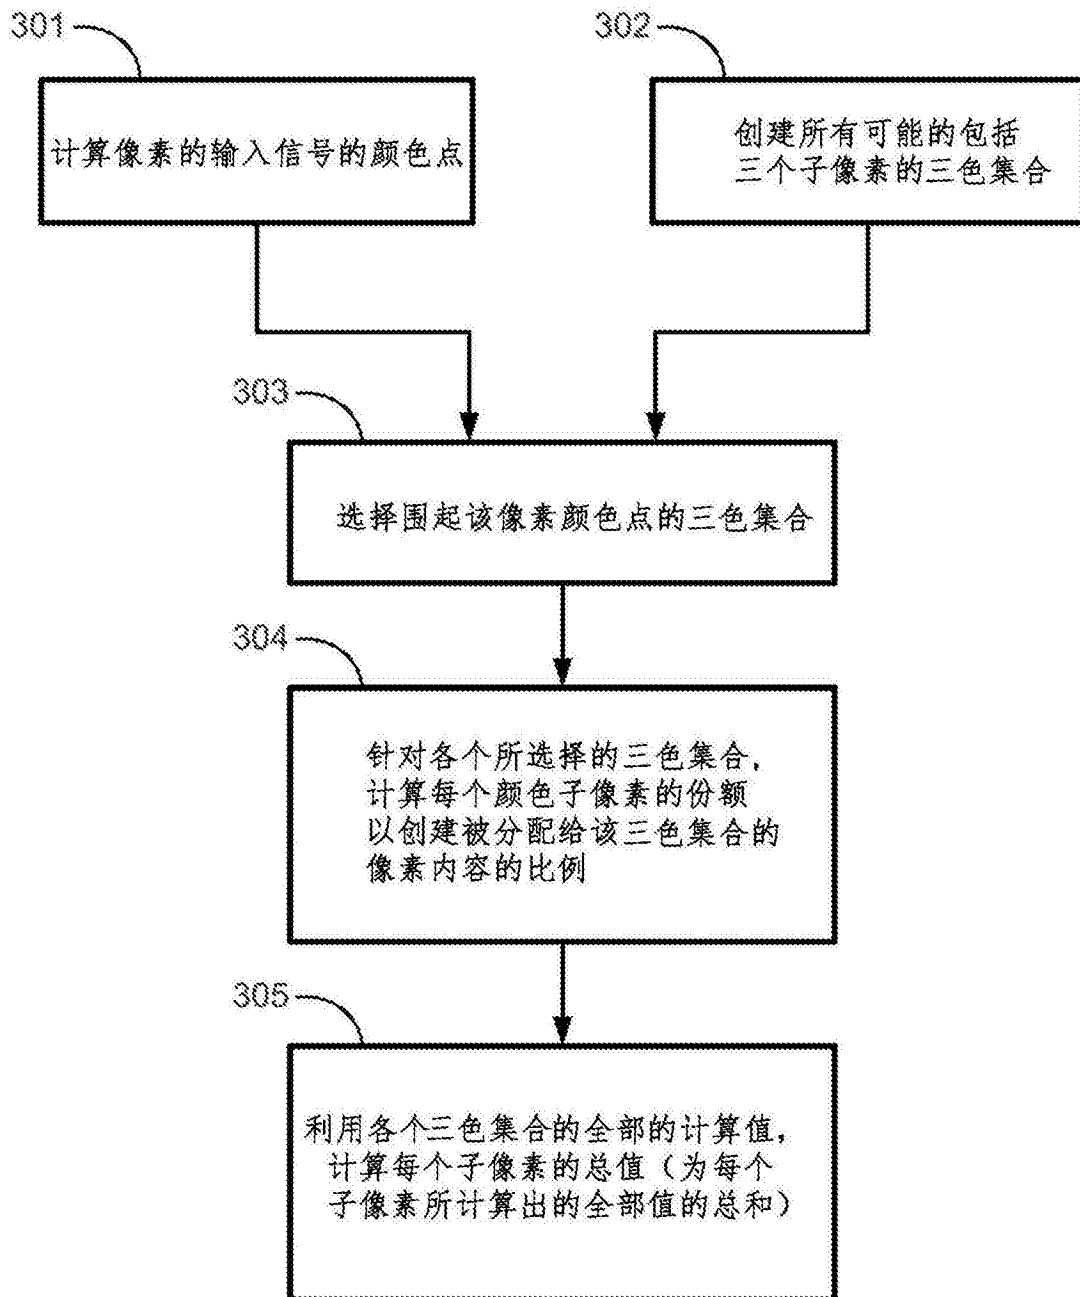 301
计算像素的输入信号的颜色点
302
创建所有可能的包括
三个子像素的三色集合
303
选择围起该像素颜色点的三色集合
304
针对各个所选择的三色集合,
计算每个颜色子像素的份额
以创建被分配给该三色集合的
像素内容的比例
305
利用各个三色集合的全部的计算值,
计算每个子像素的总值（为每个
子像素所计算出的全部值的总和）